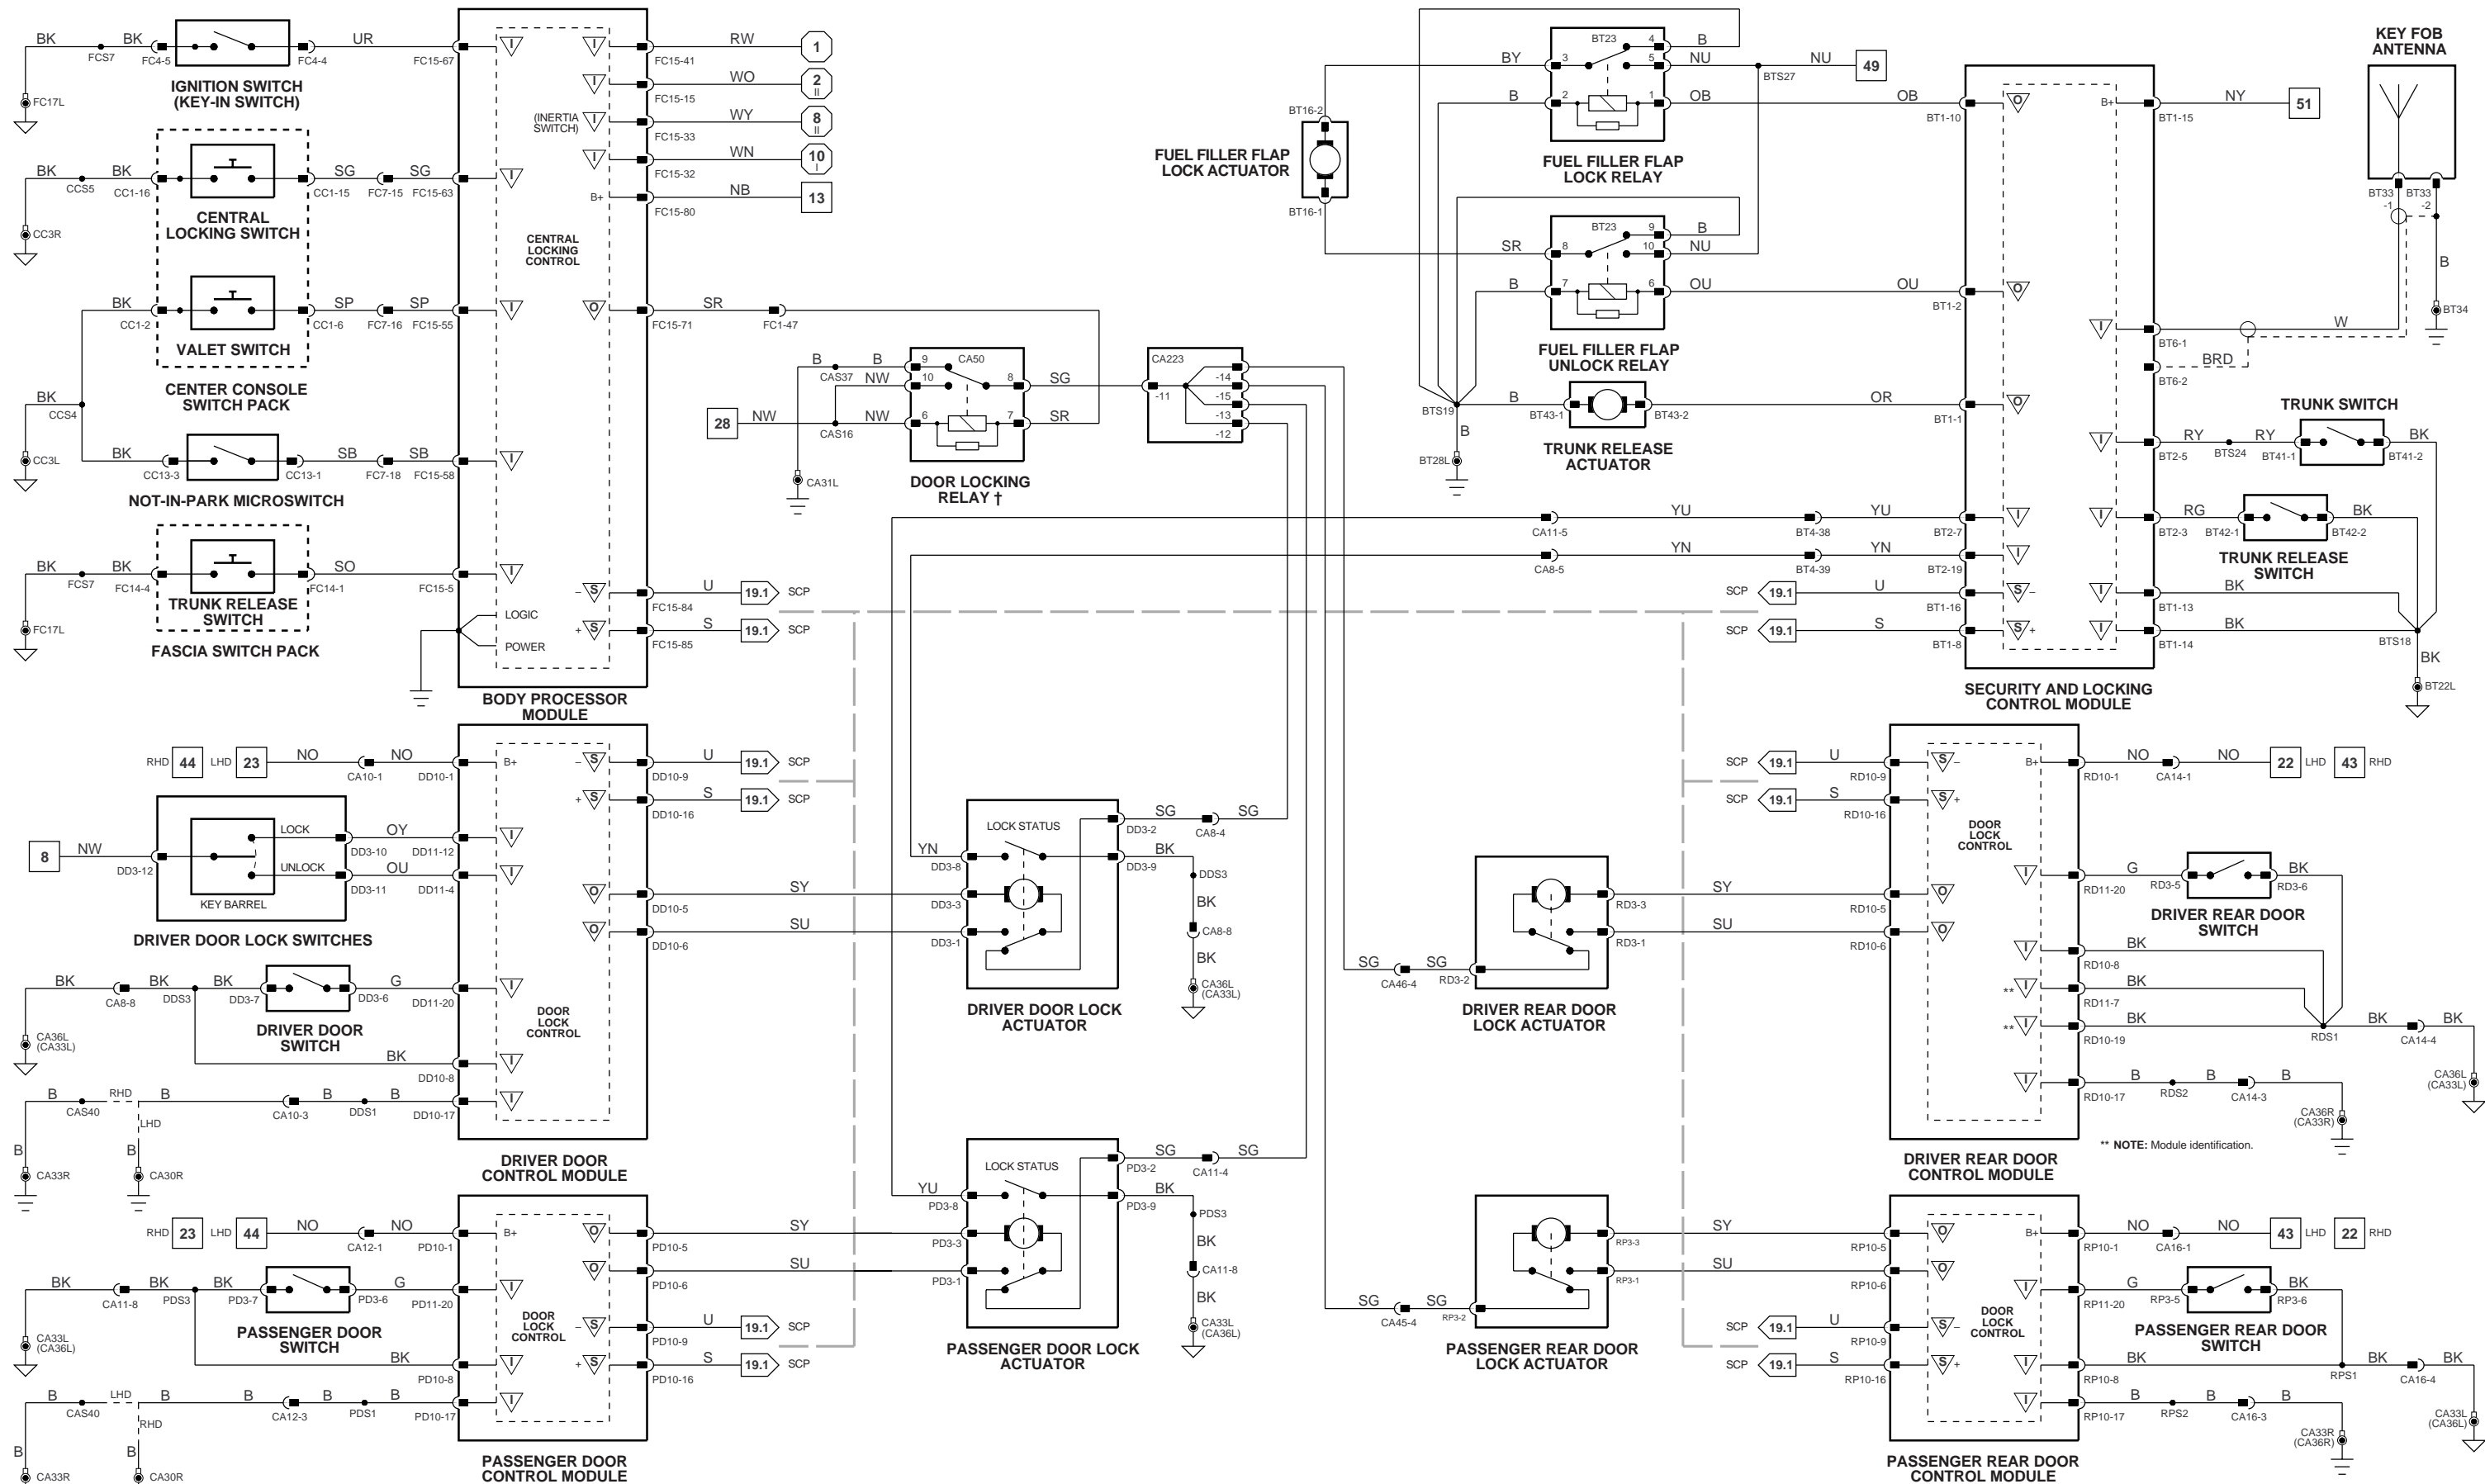 BK
BK
UR
FCS7
FC4-5
FC4-4
FC15-67
IGNITION SWITCH
(KEY-IN SWITCH)
FC17L
BK
BK
SG
SG
CCS5
CC1-16
CC1-15
FC7-15
FC15-63
CENTRAL
LOCKING SWITCH
CC3R
BK
SP
SP
CC1-2
CC1-6
FC7-16
FC15-55
VALET SWITCH
CENTER CONSOLE
SWITCH PACK
BK
CCS4
CC3L
BK
SB
SB
CC13-3
CC13-1
FC7-18
FC15-58
NOT-IN-PARK MICROSWITCH
BK
BK
SO
FCS7
FC14-4
FC14-1
FC15-5
TRUNK RELEASE
SWITCH
FC17L
FASCIA SWITCH PACK
I
I
I
I
I
I
I
(INERTIA
SWITCH)
I
I
B+
CENTRAL
LOCKING
CONTROL
O
– S
+ S
LOGIC
POWER
BODY PROCESSOR
MODULE
RW
1
FC15-41
WO
2
II
FC15-15
WY
8
II
FC15-33
WN
10
I
FC15-32
NB
13
FC15-80
SR
FC15-71
FC1-47
U
19.1
SCP
FC15-84
S
19.1
SCP
FC15-85
B
B
CAS37
NW
28
NW
NW
CAS16
CA31L
9
CA50
10
8
6
7
SG
SR
DOOR LOCKING
RELAY †
CA223
-11
-14
-15
-13
-12
FUEL FILLER FLAP
LOCK ACTUATOR
BT16-2
BT16-1
BY
B
BT23
4
3
5
2
1
B
NU
NU
49
BTS27
OB
OB
BT1-10
FUEL FILLER FLAP
LOCK RELAY
SR
B
BT23
9
8
10
7
6
B
NU
OU
OU
BT1-2
FUEL FILLER FLAP
UNLOCK RELAY
BTS19
B
BT43-1
BT43-2
OR
BT1-1
B
BT28L
TRUNK RELEASE
ACTUATOR
YU
YU
CA11-5
BT4-38
BT2-7
YN
YN
CA8-5
BT4-39
BT2-19
SCP
19.1
U
BT1-16
SCP
19.1
S
BT1-8
O
O
O
I
I
S –
S +
B+
I
I
I
I
I
SECURITY AND LOCKING
CONTROL MODULE
NY
51
BT1-15
KEY FOB
ANTENNA
BT33
-1
BT33
-2
B
BT34
W
BT6-1
BRD
BT6-2
TRUNK SWITCH
RY
RY
BK
BT2-5
BTS24
BT41-1
BT41-2
RG
BK
BT2-3
BT42-1
BT42-2
TRUNK RELEASE
SWITCH
BK
BT1-13
BK
BT1-14
BTS18
BK
BT22L
RHD
44
LHD
23
NO
NO
CA10-1
DD10-1
8
NW
DD3-12
LOCK
UNLOCK
KEY BARREL
OY
DD3-10
DD11-12
OU
DD3-11
DD11-4
DRIVER DOOR LOCK SWITCHES
BK
BK
BK
G
CA8-8
DDS3
DD3-7
DD3-6
DD11-20
DRIVER DOOR
SWITCH
CA36L
(CA33L)
BK
DD10-8
B
RHD
B
B
B
CAS40
CA10-3
DDS1
DD10-17
LHD
B
B
CA33R
CA30R
B+
– S
+ S
I
I
O
O
I
DOOR
LOCK
CONTROL
I
I
DRIVER DOOR
CONTROL MODULE
U
19.1
SCP
DD10-9
S
19.1
SCP
DD10-16
SY
DD10-5
SU
DD10-6
LOCK STATUS
YN
DD3-8
DD3-3
DD3-1
SG
SG
DD3-2
CA8-4
BK
DD3-9
DDS3
BK
CA8-8
BK
CA36L
(CA33L)
DRIVER DOOR LOCK
ACTUATOR
SY
RD3-3
SU
RD3-1
SG
SG
CA46-4
RD3-2
DRIVER REAR DOOR
LOCK ACTUATOR
SCP
19.1
U
RD10-9
SCP
19.1
S
RD10-16
RD10-5
RD10-6
S –
S +
B+
DOOR
LOCK
CONTROL
I
O
O
I
** I
** I
I
DRIVER REAR DOOR
CONTROL MODULE
NO
NO
22
LHD
43
RHD
RD10-1
CA14-1
G
BK
RD11-20
RD3-5
RD3-6
DRIVER REAR DOOR
SWITCH
BK
RD10-8
BK
RD11-7
BK
BK
BK
RD10-19
RDS1
CA14-4
B
B
B
RD10-17
RDS2
CA14-3
CA36L
(CA33L)
CA36R
(CA33R)
** NOTE: Module identification.
RHD
23
LHD
44
NO
NO
CA12-1
PD10-1
BK
BK
BK
G
CA11-8
PDS3
PD3-7
PD3-6
PD11-20
PASSENGER DOOR
SWITCH
CA33L
(CA36L)
BK
PD10-8
B
LHD
B
B
B
CAS40
CA12-3
PDS1
PD10-17
RHD
B
B
CA33R
CA30R
B+
O
I
O
DOOR
LOCK
CONTROL
– S
I
+ S
I
PASSENGER DOOR
CONTROL MODULE
SY
PD10-5
SU
PD10-6
U
19.1
SCP
PD10-9
S
19.1
SCP
PD10-16
LOCK STATUS
YU
PD3-8
PD3-3
PD3-1
SG
SG
PD3-2
CA11-4
BK
PD3-9
PDS3
BK
CA11-8
BK
CA33L
(CA36L)
PASSENGER DOOR LOCK
ACTUATOR
SY
RP3-3
SU
RP3-1
SG
SG
CA45-4
RP3-2
PASSENGER REAR DOOR
LOCK ACTUATOR
RP10-5
RP10-6
SCP
19.1
U
RP10-9
SCP
19.1
S
RP10-16
O
B+
O
I
S –
DOOR
LOCK
CONTROL
S +
I
I
PASSENGER REAR DOOR
CONTROL MODULE
NO
NO
43
LHD
22
RHD
RP10-1
CA16-1
G
BK
RP11-20
RP3-5
RP3-6
PASSENGER REAR DOOR
SWITCH
BK
BK
BK
RP10-8
RPS1
CA16-4
B
B
B
RP10-17
RPS2
CA16-3
CA33L
(CA36L)
CA33R
(CA36R)